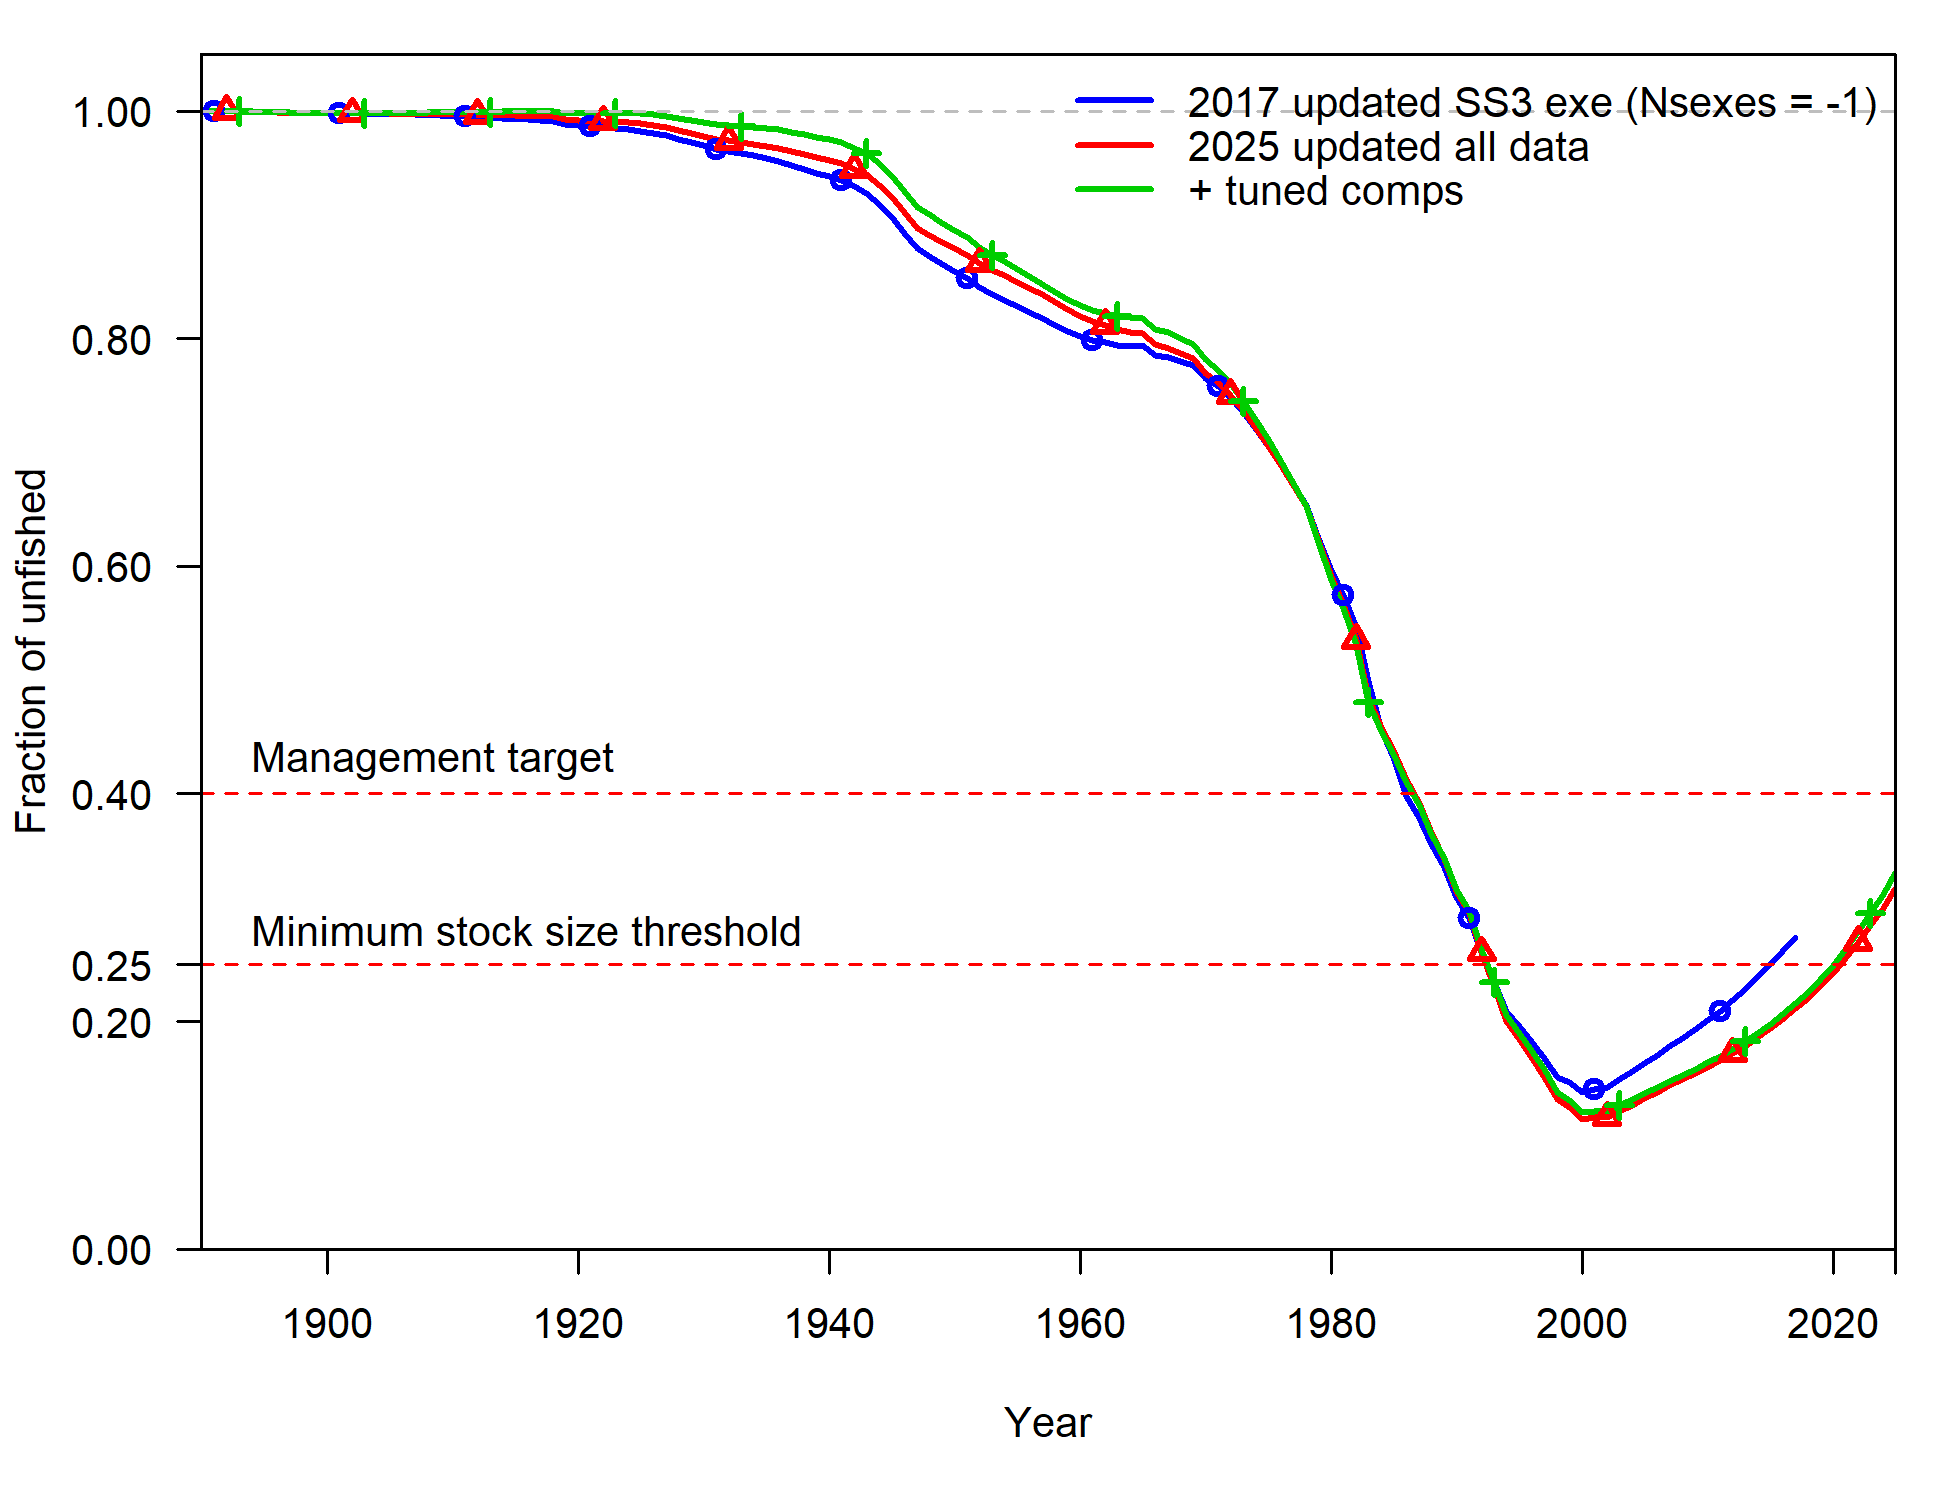 2017 updated SS3 exe (Nsexes = -1)
2025 updated all data
+ tuned comps
Fraction of unfished
1.00
0.80
0.60
0.40
0.25
0.20
0.00
Management target
Minimum stock size threshold
1900
1920
1940
1960
1980
2000
2020
Year